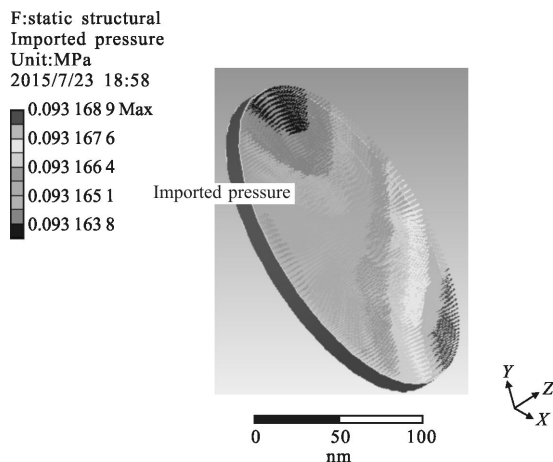 F:static structural
Imported pressure
Unit:MPa
2015/7/23 18:58
0.093 168 9 Max
0.093 167 6
0.093 166 4
0.093 165 1
0.093 163 8
Imported pressure
Y
Z
X
0 50 100
nm